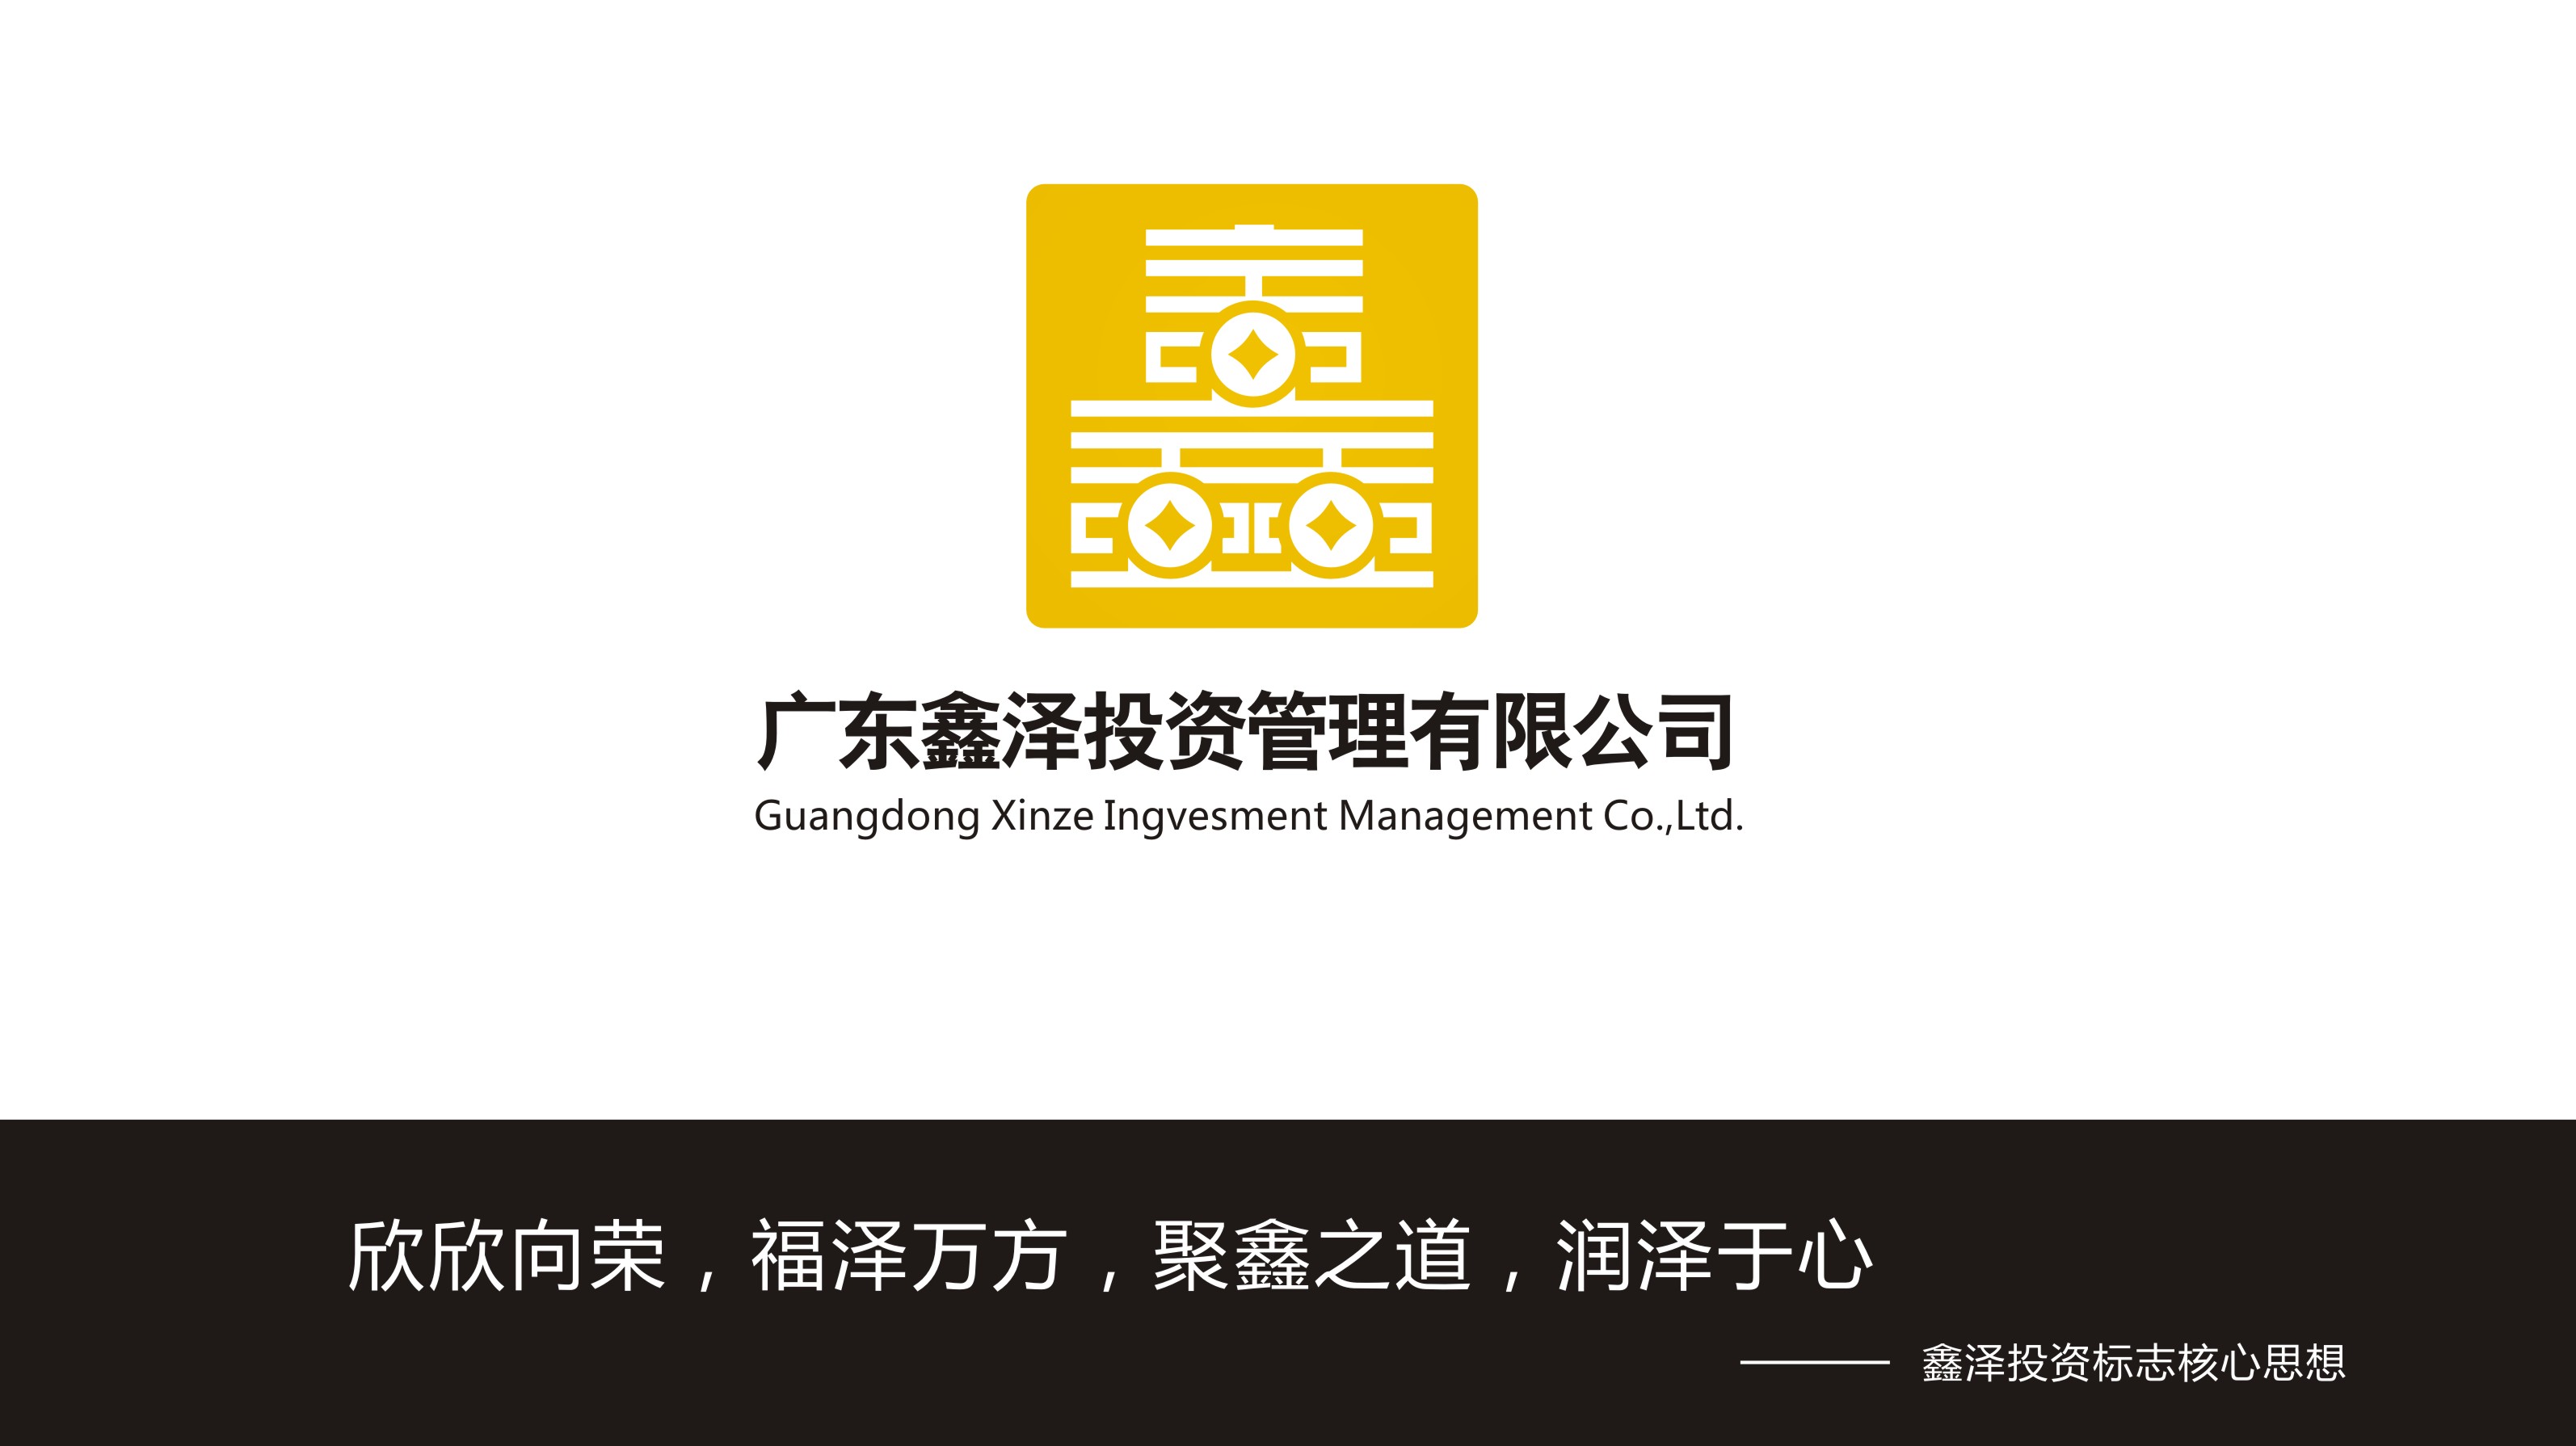 广东鑫泽投资管理有限公司
Guangdong Xinze Ingvesment Management Co.,Ltd.
欣欣向荣，福泽万方，聚鑫之道，润泽于心
——— 鑫泽投资标志核心思想